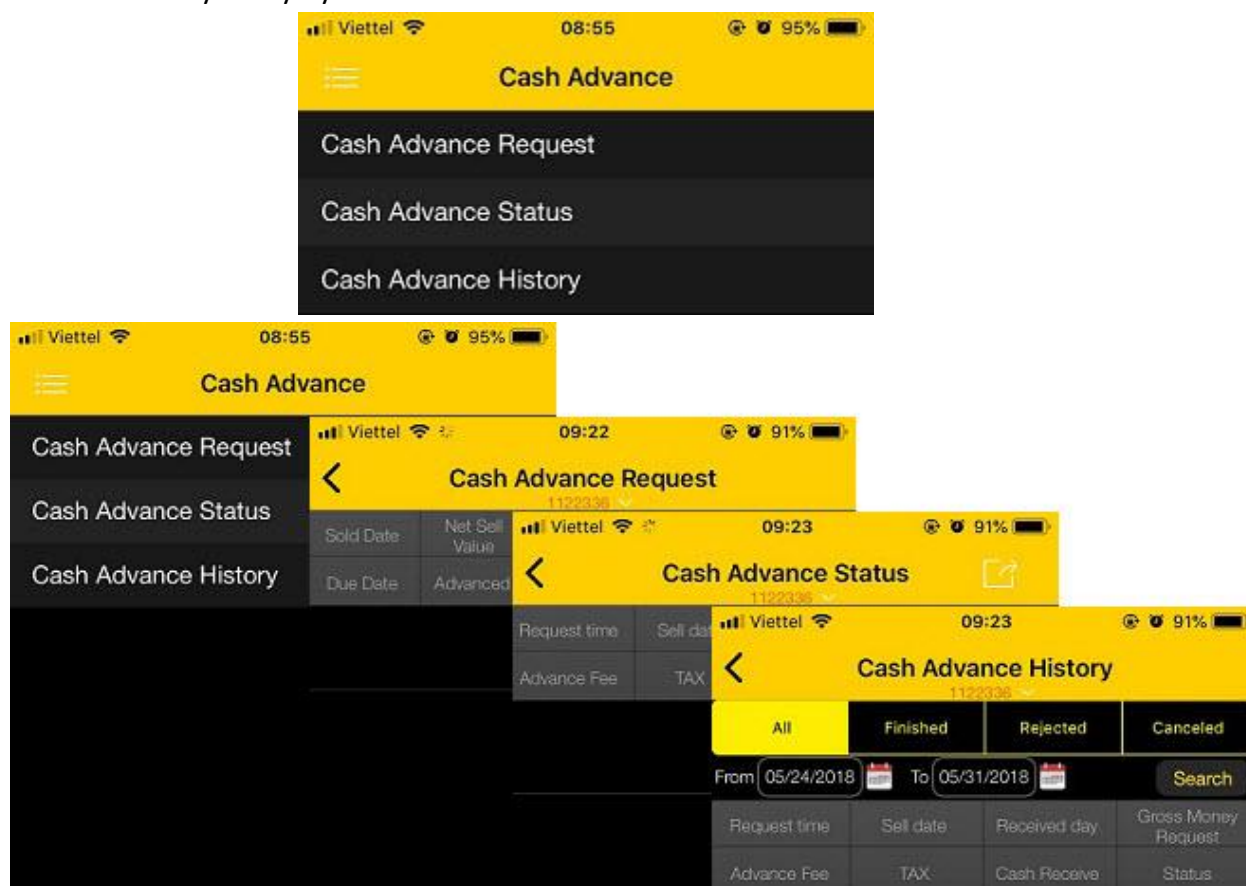 Viettel 08:55 95%
Cash Advance
Cash Advance Request
Cash Advance Status
Cash Advance History
Viettel 08:55 95%
Cash Advance
Cash Advance Request
Cash Advance Status
Cash Advance History
Viettel 09:22 91%
Cash Advance Request
1122336
Sold Date Net Sell Value
Due Date Advanced
Viettel 09:23 91%
Cash Advance Status
1122336
Request time Sell
Advance Fee TAX
Viettel 09:23 91%
Cash Advance History
1122336
All Finished Rejected Canceled
From 05/24/2018 To 05/31/2018 Search
Request time Sell date Received day Gross Money Request
Advance Fee TAX Cash Receive Status